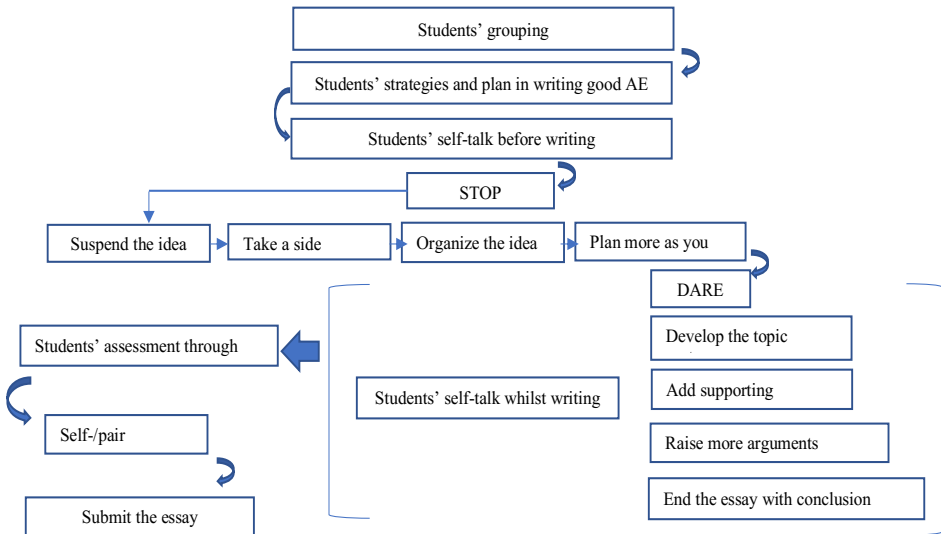 Students’ grouping
Students’ strategies and plan in writing good AE
Students’ self-talk before writing
STOP
Suspend the idea
Take a side
Organize the idea
Plan more as you
DARE
Develop the topic
Add supporting
Raise more arguments
End the essay with conclusion
Students’ self-talk whilst writing
Students’ assessment through
Self-/pair
Submit the essay